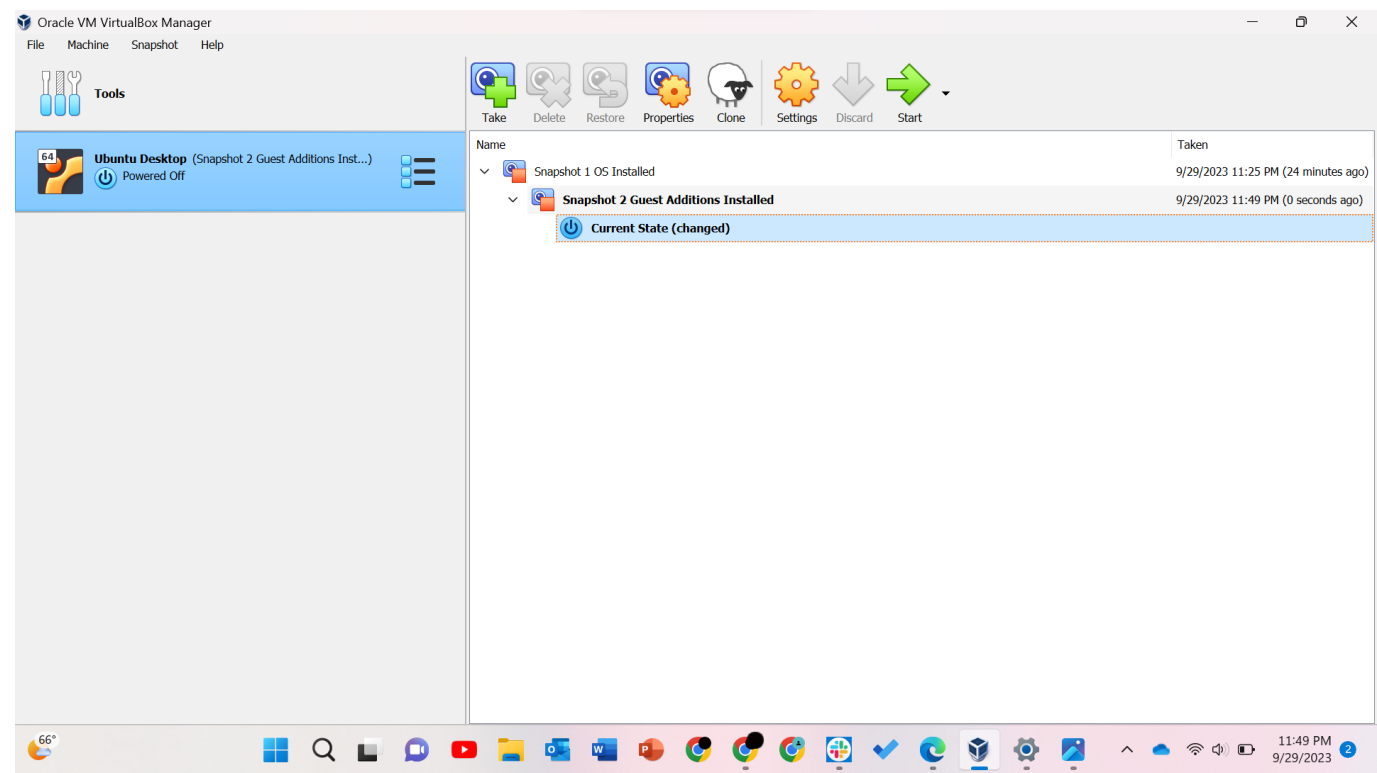 Oracle VM VirtualBox Manager
File Machine Snapshot Help
Tools
Take Delete Restore Properties Clone Settings Discard Start
64
Ubuntu Desktop (Snapshot 2 Guest Additions Inst...)
Powered Off
Name Taken
Snapshot 1 OS Installed 9/29/2023 11:25 PM (24 minutes ago)
Snapshot 2 Guest Additions Installed 9/29/2023 11:49 PM (0 seconds ago)
Current State (changed)
66°
11:49 PM
9/29/2023
2